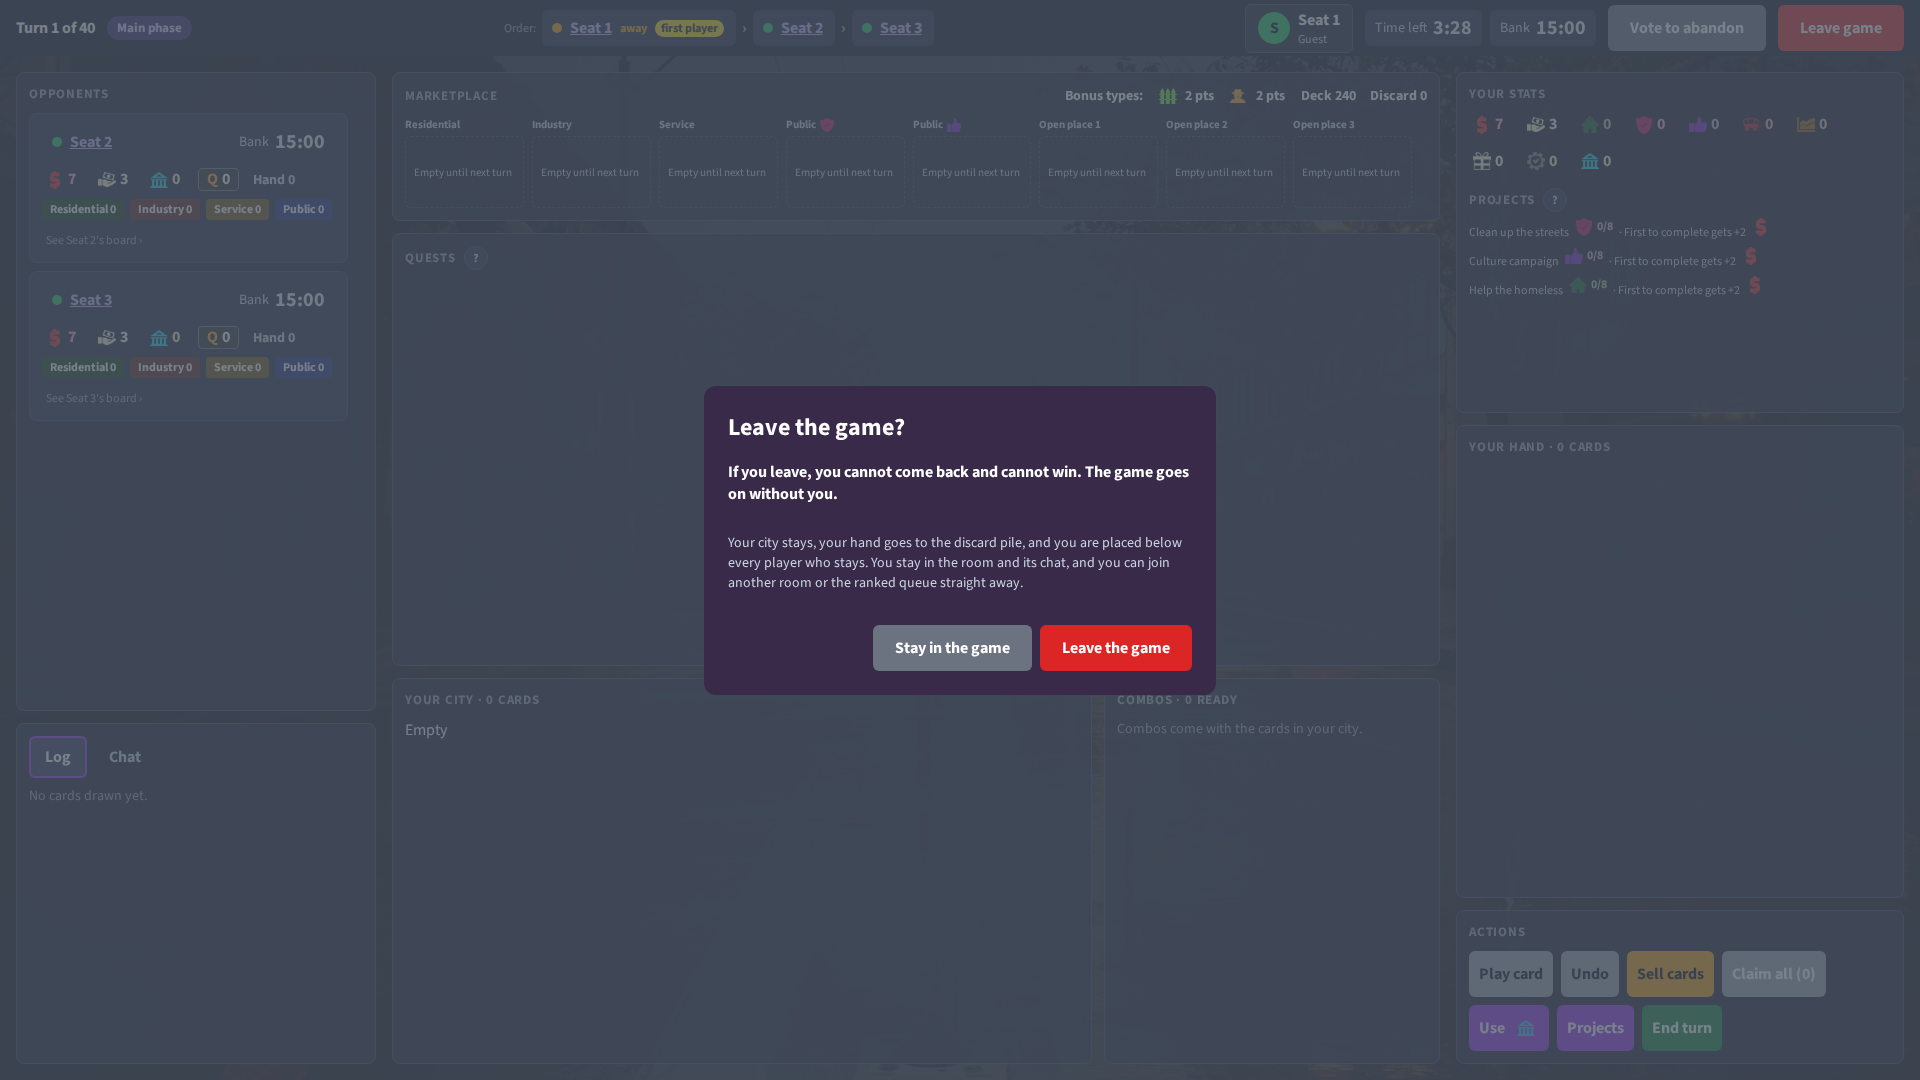 Turn 1 of 40 Main phase
Order: Seat 1 away first player › Seat 2 › Seat 3
S Seat 1 Guest
Time left 3:28
Bank 15:00
Vote to abandon
Leave game
OPPONENTS
Seat 2 Bank 15:00
7 3 0 Q 0 Hand 0
Residential 0 Industry 0 Service 0 Public 0
See Seat 2's board ›
Seat 3 Bank 15:00
7 3 0 Q 0 Hand 0
Residential 0 Industry 0 Service 0 Public 0
See Seat 3's board ›
Log Chat
No cards drawn yet.
MARKETPLACE Bonus types: 2 pts 2 pts Deck 240 Discard 0
Residential Industry Service Public Public Open place 1 Open place 2 Open place 3
Empty until next turn Empty until next turn Empty until next turn Empty until next turn Empty until next turn Empty until next turn Empty until next turn Empty until next turn
QUESTS ?
Leave the game?
If you leave, you cannot come back and cannot win. The game goes
on without you.
Your city stays, your hand goes to the discard pile, and you are placed below
every player who stays. You stay in the room and its chat, and you can join
another room or the ranked queue straight away.
Stay in the game Leave the game
YOUR CITY · 0 CARDS
Empty
COMBOS · 0 READY
Combos come with the cards in your city.
YOUR STATS
7 3 0 0 0 0 0
0 0 0
PROJECTS ?
Clean up the streets 0/8 · First to complete gets +2
Culture campaign 0/8 · First to complete gets +2
Help the homeless 0/8 · First to complete gets +2
YOUR HAND · 0 CARDS
ACTIONS
Play card Undo Sell cards Claim all (0)
Use Projects End turn